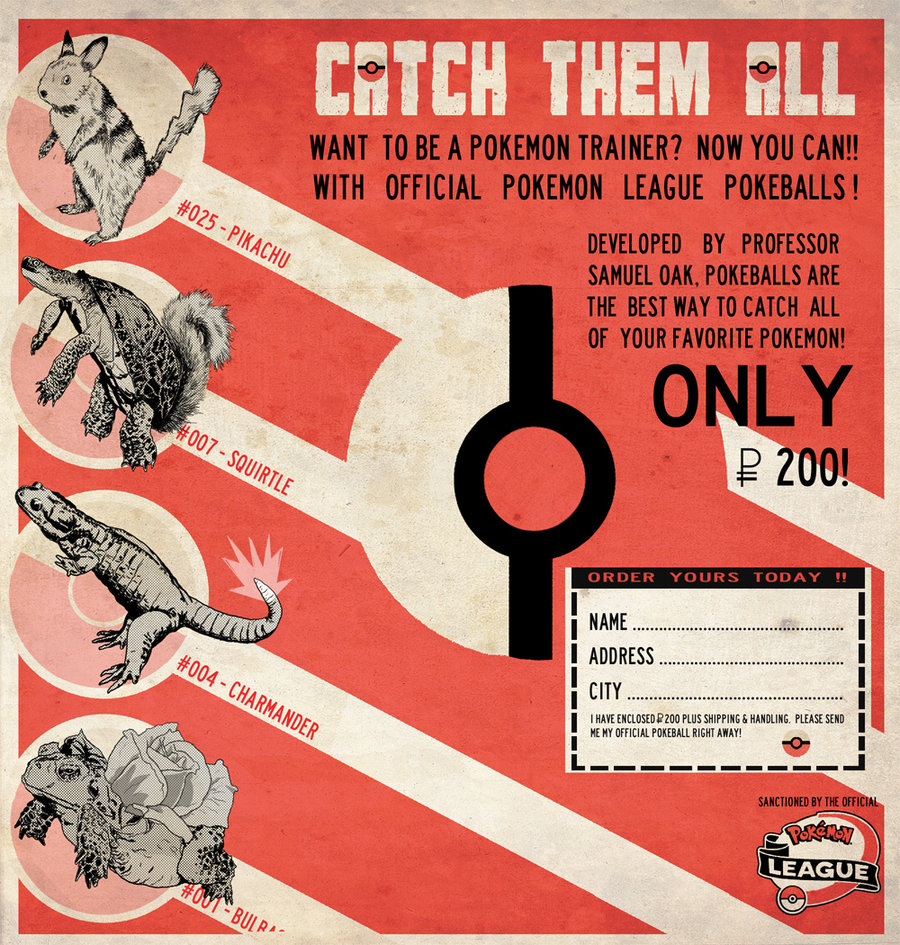 CATCH THEM ALL
WANT TO BE A POKEMON TRAINER? NOW YOU CAN!!
WITH OFFICIAL POKEMON LEAGUE POKEBALLS!
#025 - PIKACHU
DEVELOPED BY PROFESSOR
SAMUEL OAK, POKEBALLS ARE
THE BEST WAY TO CATCH ALL
OF YOUR FAVORITE POKEMON!
ONLY
₽ 200!
#007 - SQUIRTLE
#004 - CHARMANDER
ORDER YOURS TODAY !!
NAME ................................................
ADDRESS ..........................................
CITY .................................................
I HAVE ENCLOSED ₽ 200 PLUS SHIPPING & HANDLING. PLEASE SEND
ME MY OFFICIAL POKEBALL RIGHT AWAY!
#001 - BULBA
SANCTIONED BY THE OFFICIAL
POKéMON
LEAGUE